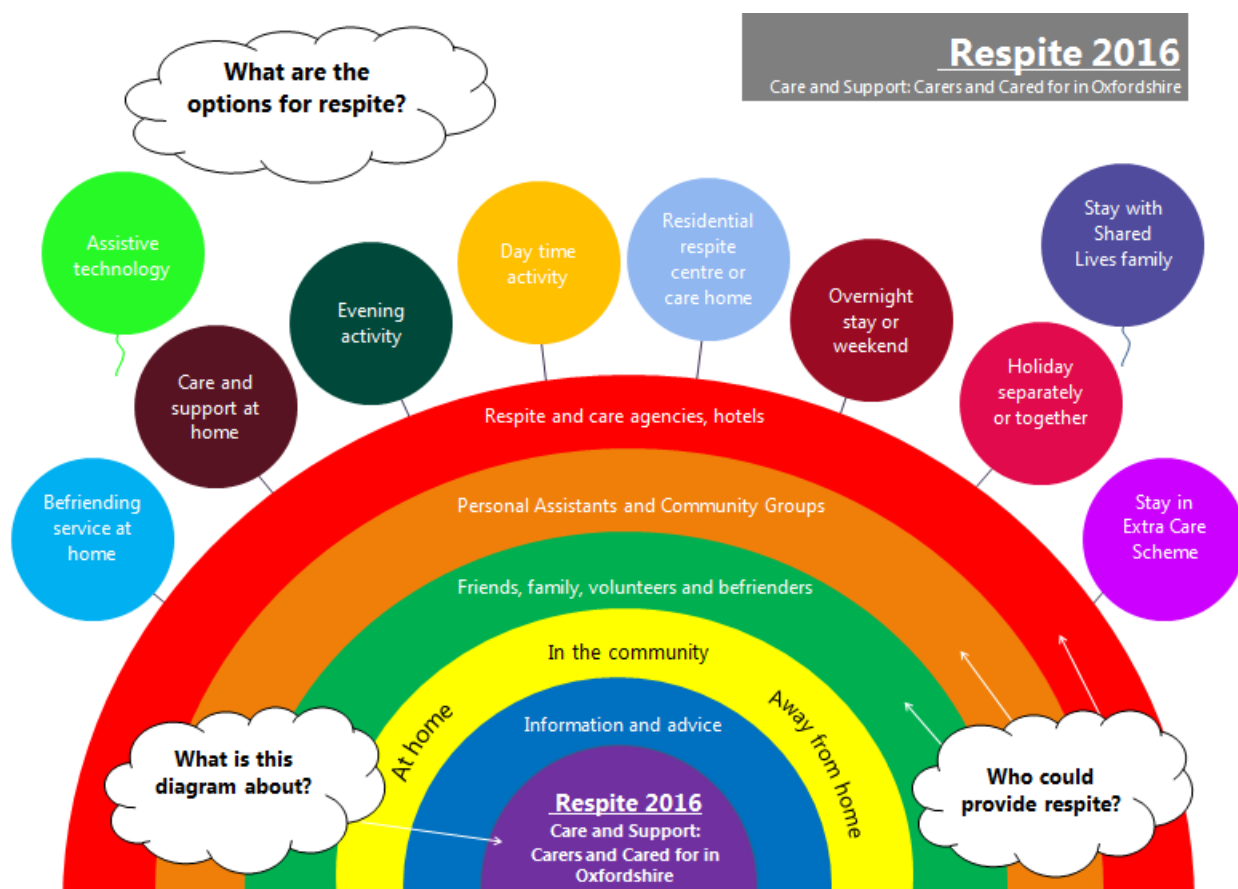 What are the
options for respite?
Respite 2016
Care and Support: Carers and Cared for in Oxfordshire
Assistive
technology
Care and
support at
home
Befriending
service at
home
Evening
activity
Day time
activity
Residential
respite
centre or
care home
Overnight
stay or
weekend
Holiday
separately
or together
Stay with
Shared
Lives family
Stay in
Extra Care
Scheme
Respite and care agencies, hotels
Personal Assistants and Community Groups
Friends, family, volunteers and befrienders
In the community
At home
Away from home
Information and advice
What is this
diagram about?
Respite 2016
Care and Support:
Carers and Cared for in
Oxfordshire
Who could
provide respite?